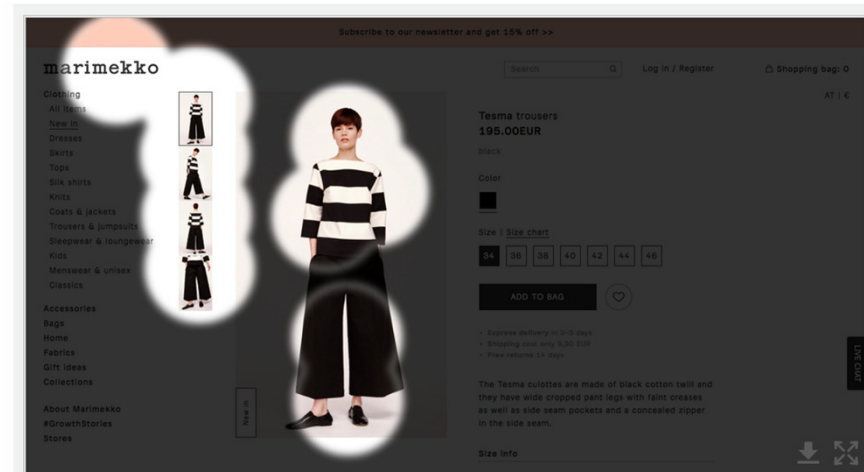 Subscribe to our newsletter and get 15% off >>
marimekko
Search
Log in / Register
Shopping bag: 0
AT | €
Clothing
All items
New in
Dresses
Skirts
Tops
Silk shirts
Knits
Coats & jackets
Trousers & jumpsuits
Sleepwear & loungewear
Kids
Menswear & unisex
Classics
Accessories
Bags
Home
Fabrics
Gift ideas
Collections
About Marimekko
#GrowthStories
Stores
New in
Tesma trousers
195.00EUR
black
Color
Size | Size chart
34 36 38 40 42 44 46
ADD TO BAG
• Express delivery in 2-5 days
• Shipping cost only 9,90 EUR
• Free returns 14 days
The Tesma culottes are made of black cotton twill and
they have wide cropped pant legs with faint creases
as well as side seam pockets and a concealed zipper
in the side seam.
Size info
LIVE CHAT